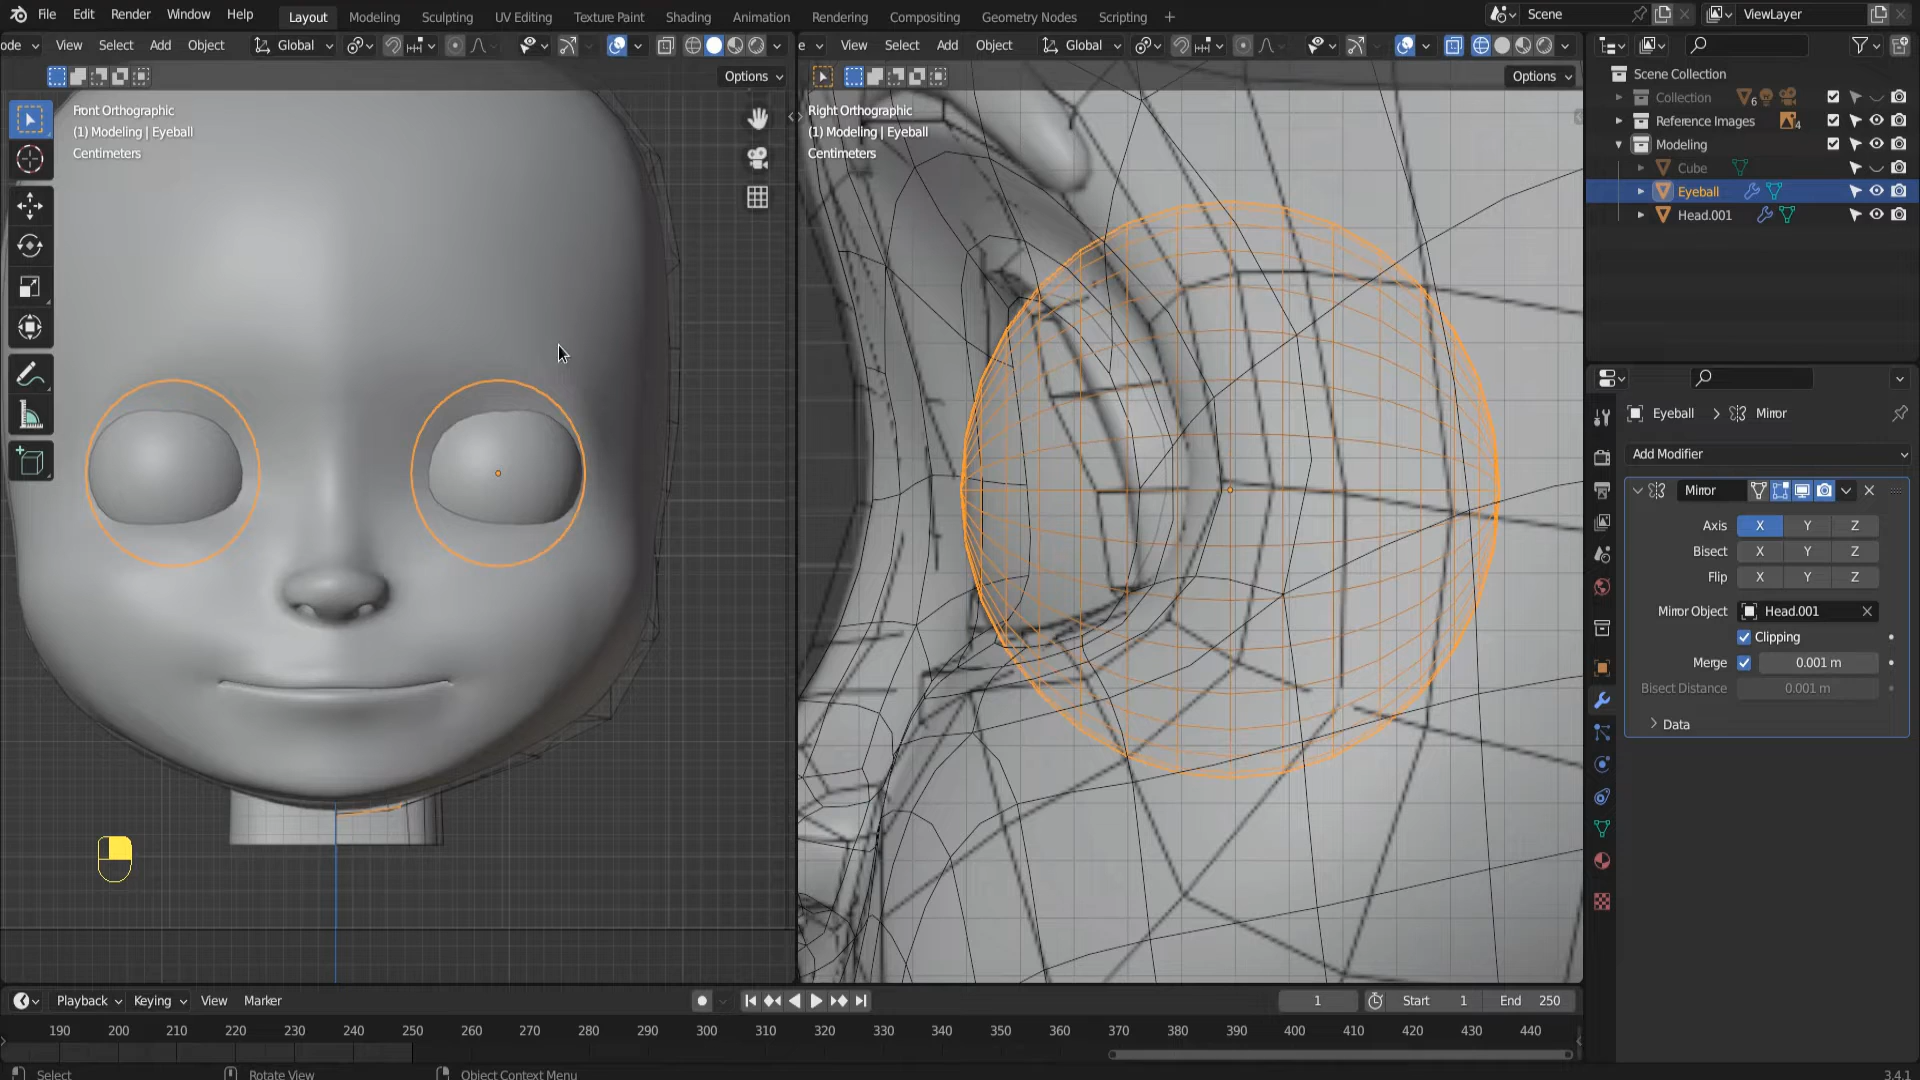 File Edit Render Window Help Layout Modeling Sculpting UV Editing Texture Paint Shading Animation Rendering Compositing Geometry Nodes Scripting + Scene ViewLayer
ode View Select Add Object Global
e View Select Add Object Global
Options
Options
Front Orthographic
(1) Modeling | Eyeball
Centimeters
Right Orthographic
(1) Modeling | Eyeball
Centimeters
Scene Collection
Collection 6
Reference Images 4
Modeling
Cube
Eyeball
Head.001
Eyeball > Mirror
Add Modifier
Mirror
Axis X Y Z
Bisect X Y Z
Flip X Y Z
Mirror Object Head.001
Clipping
Merge 0.001 m
Bisect Distance 0.001 m
Data
Playback Keying View Marker 1 Start 1 End 250
190 200 210 220 230 240 250 260 270 280 290 300 310 320 330 340 350 360 370 380 390 400 410 420 430 440
Select Rotate View Object Context Menu 3.4.1